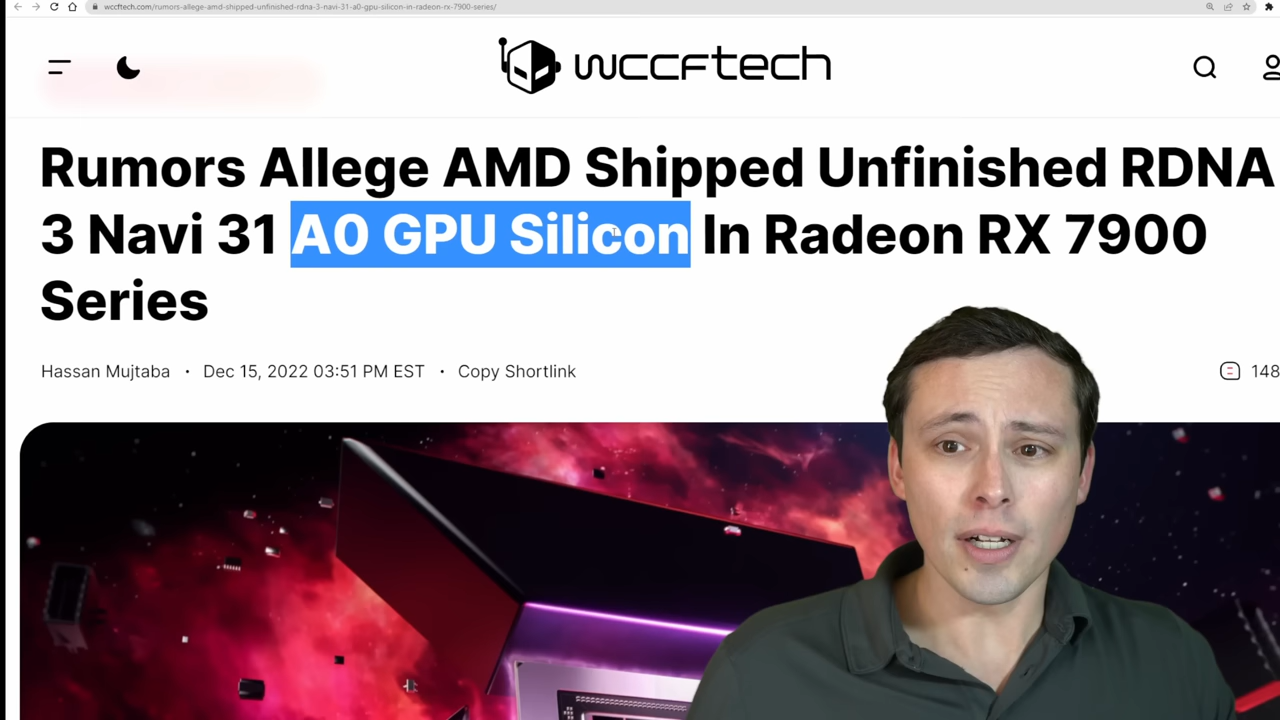 wccftech.com/rumors-allege-amd-shipped-unfinished-rdna-3-navi-31-a0-gpu-silicon-in-radeon-rx-7900-series/
wccftech
Rumors Allege AMD Shipped Unfinished RDNA
3 Navi 31 A0 GPU Silicon In Radeon RX 7900
Series
Hassan Mujtaba • Dec 15, 2022 03:51 PM EST • Copy Shortlink
148